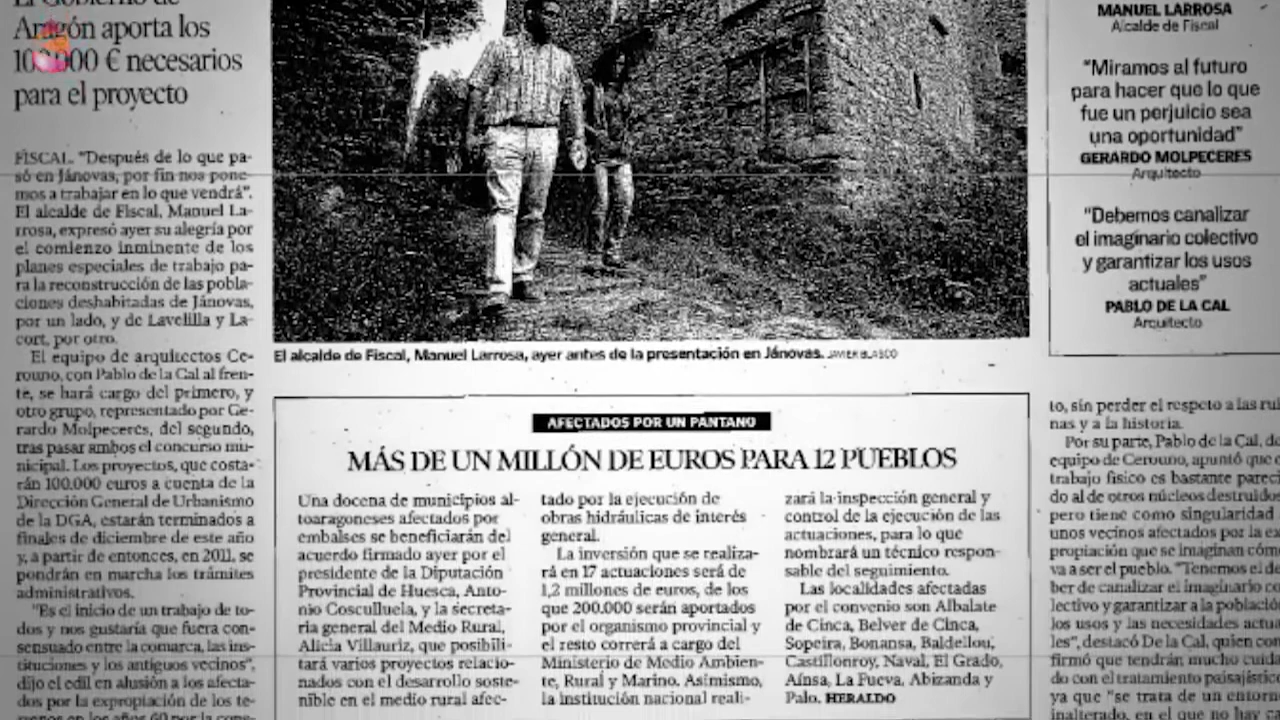 El Gobierno de
Aragón aporta los
100.000 € necesarios
para el proyecto
FISCAL. "Después de lo que pa-
só en Jánovas, por fin nos pone-
mos a trabajar en lo que vendrá".
El alcalde de Fiscal, Manuel La-
rrosa, expresó ayer su alegría por
el comienzo inminente de los
planes especiales de trabajo pa-
ra la reconstrucción de las pobla-
ciones deshabitadas de Jánovas,
por un lado, y de Lavelilla y La-
cort, por otro.
El equipo de arquitectos Ce-
rouno, con Pablo de la Cal al fren-
te, se hará cargo del primero, y
otro grupo, representado por Ge-
rardo Molpeceres, del segundo,
tras pasar ambos el concurso mu-
nicipal. Los proyectos, que costa-
rán 100.000 euros a cuenta de la
Dirección General de Urbanismo
de la DGA, estarán terminados a
finales de diciembre de este año
y, a partir de entonces, en 2011, se
pondrán en marcha los trámites
administrativos.
"Es el inicio de un trabajo de to-
dos y nos gustaría que fuera con-
sensuado entre la comarca, las ins-
tituciones y los antiguos vecinos",
dijo el edil en alusión a los afecta-
dos por la expropiación de los te-
rrenos en los años 60 por la
El alcalde de Fiscal, Manuel Larrosa, ayer antes de la presentación en Jánovas. JAVIER BLASCO
AFECTADOS POR UN PANTANO
MÁS DE UN MILLÓN DE EUROS PARA 12 PUEBLOS
Una docena de municipios al-
toaragoneses afectados por
embalses se beneficiarán del
acuerdo firmado ayer por el
presidente de la Diputación
Provincial de Huesca, Anto-
nio Cosculluela, y la secreta-
ria general del Medio Rural,
Alicia Villauriz, que posibili-
tará varios proyectos relacio-
nados con el desarrollo soste-
nible en el medio rural afec-
tado por la ejecución de
obras hidráulicas de interés
general.
La inversión que se realiza-
rá en 17 actuaciones será de
1,2 millones de euros, de los
que 200.000 serán aportados
por el organismo provincial y
el resto correrá a cargo del
Ministerio de Medio Ambien-
te, Rural y Marino. Asimismo,
la institución nacional reali-
zará la inspección general y
control de la ejecución de las
actuaciones, para lo que
nombrará un técnico respon-
sable del seguimiento.
Las localidades afectadas
por el convenio son Albalate
de Cinca, Belver de Cinca,
Sopeira, Bonansa, Baldellou,
Castillonroy, Naval, El Grado,
Aínsa, La Fueva, Abizanda y
Palo. HERALDO
MANUEL LARROSA
Alcalde de Fiscal
"Miramos al futuro
para hacer que lo que
fue un perjuicio sea
una oportunidad"
GERARDO MOLPECERES
Arquitecto
"Debemos canalizar
el imaginario colectivo
y garantizar los usos
actuales"
PABLO DE LA CAL
Arquitecto
to, sin perder el respeto a las rui
nas y a la historia.
Por su parte, Pablo de la Cal, de
equipo de Cerouno, apuntó que e
trabajo físico es bastante pareci
do al de otros núcleos destruidos
pero tiene como singularidad
unos vecinos afectados por la ex
propiación que se imaginan cóm
va a ser el pueblo. "Tenemos el de
ber de canalizar el imaginario co
lectivo y garantizar a la población
los usos y las necesidades actua
les", destacó De la Cal, quien con
firmó que tendrán mucho cuida
do con el tratamiento paisajístic
ya que "se trata de un entorn
inalterado, en el que no hay